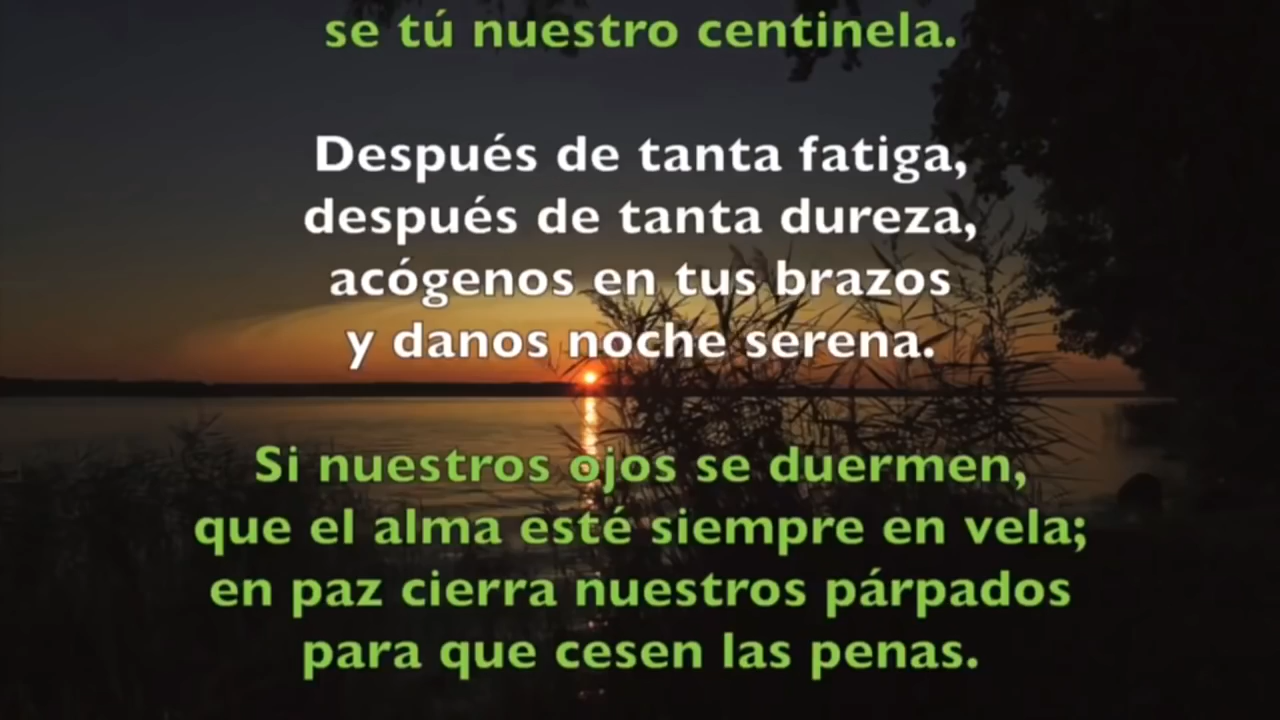 se tú nuestro centinela.
Después de tanta fatiga,
después de tanta dureza,
acógenos en tus brazos
y danos noche serena.
Si nuestros ojos se duermen,
que el alma esté siempre en vela;
en paz cierra nuestros párpados
para que cesen las penas.